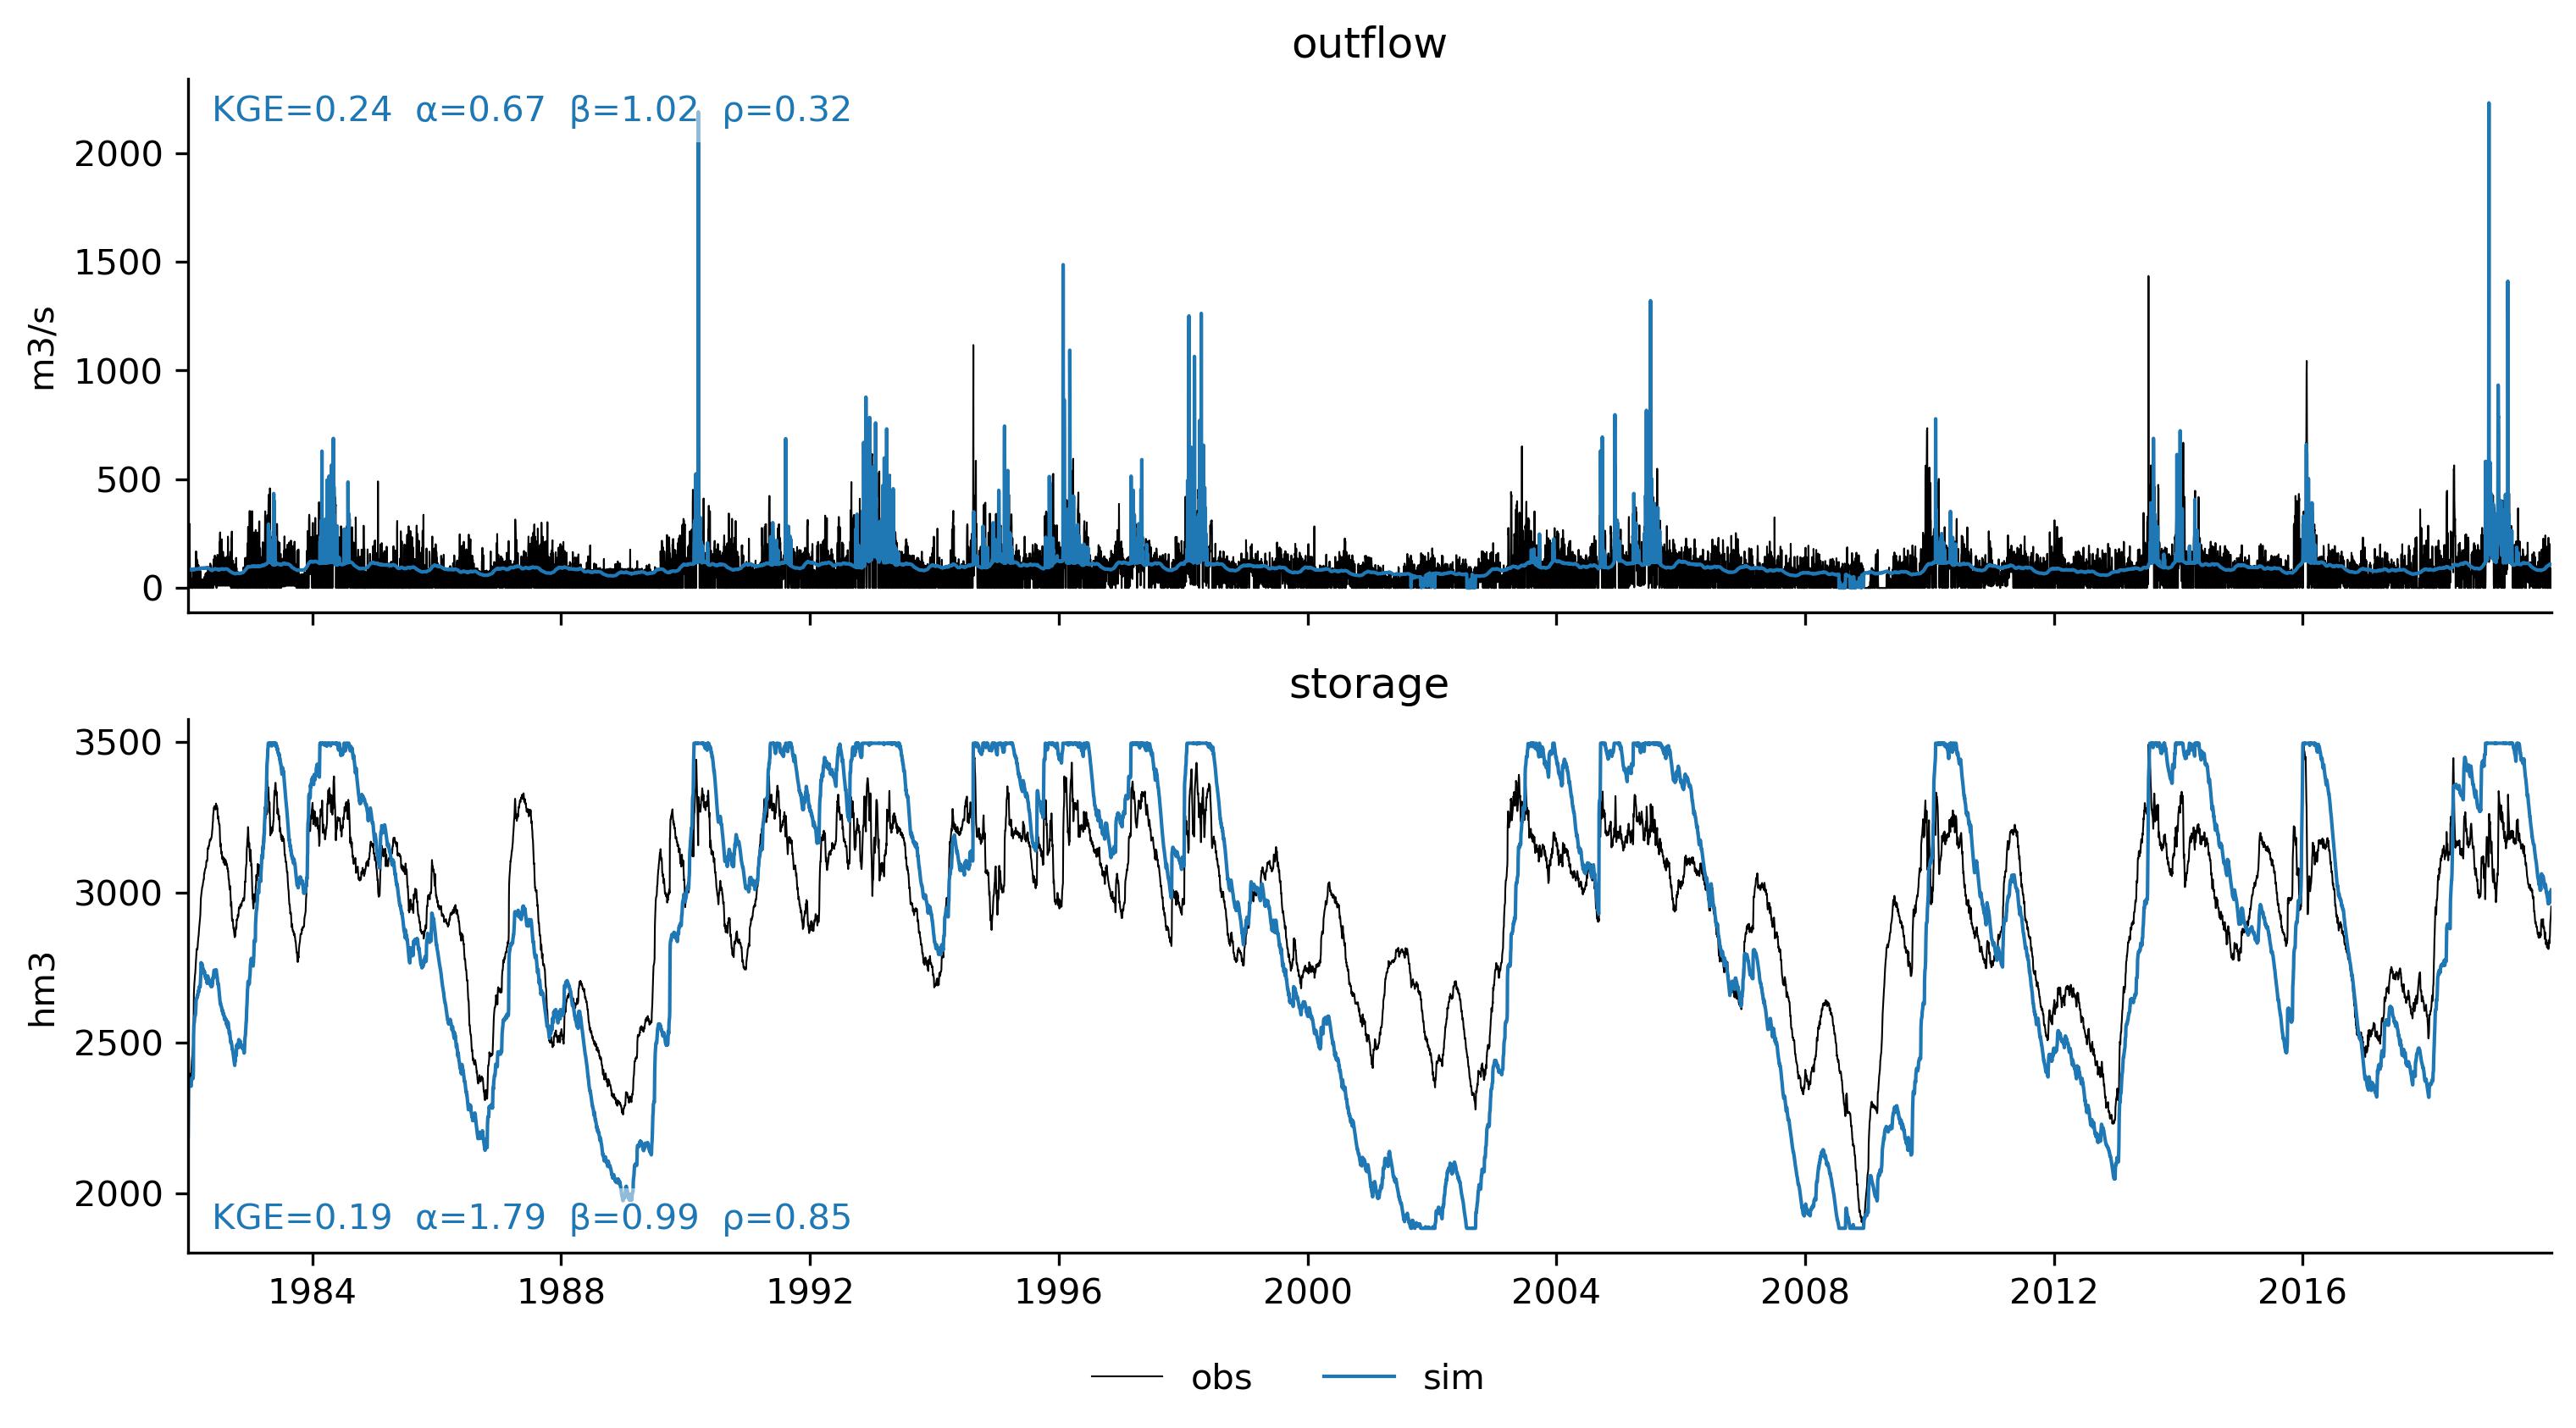 outflow
KGE=0.24 α=0.67 β=1.02 ρ=0.32
m3/s
2000
1500
1000
500
0
storage
hm3
3500
3000
2500
2000
KGE=0.19 α=1.79 β=0.99 ρ=0.85
1984 1988 1992 1996 2000 2004 2008 2012 2016
obs sim